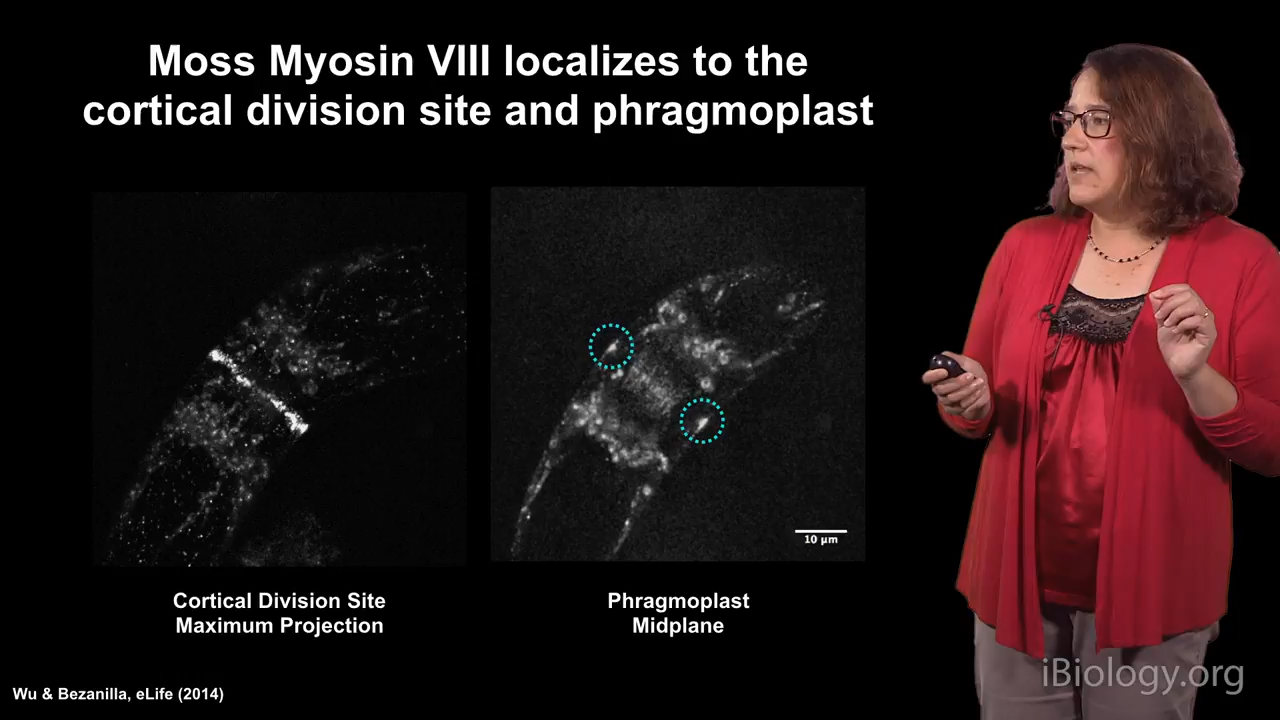 Moss Myosin VIII localizes to the
cortical division site and phragmoplast
10 µm
Cortical Division Site
Maximum Projection
Phragmoplast
Midplane
Wu & Bezanilla, eLife (2014)
iBiology.org